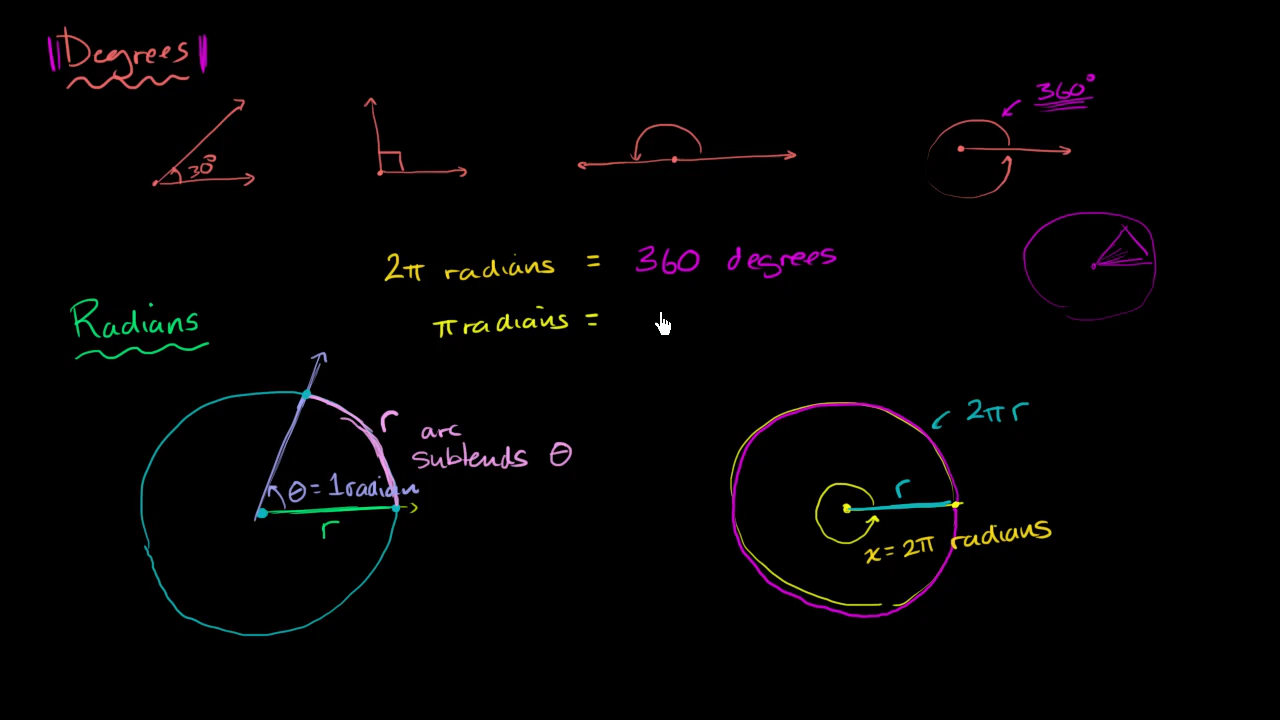 Degrees
30°
360°
2π radians = 360 degrees
π radians =
Radians
r
arc
subtends θ
θ = 1 radian
r
2πr
r
x = 2π radians